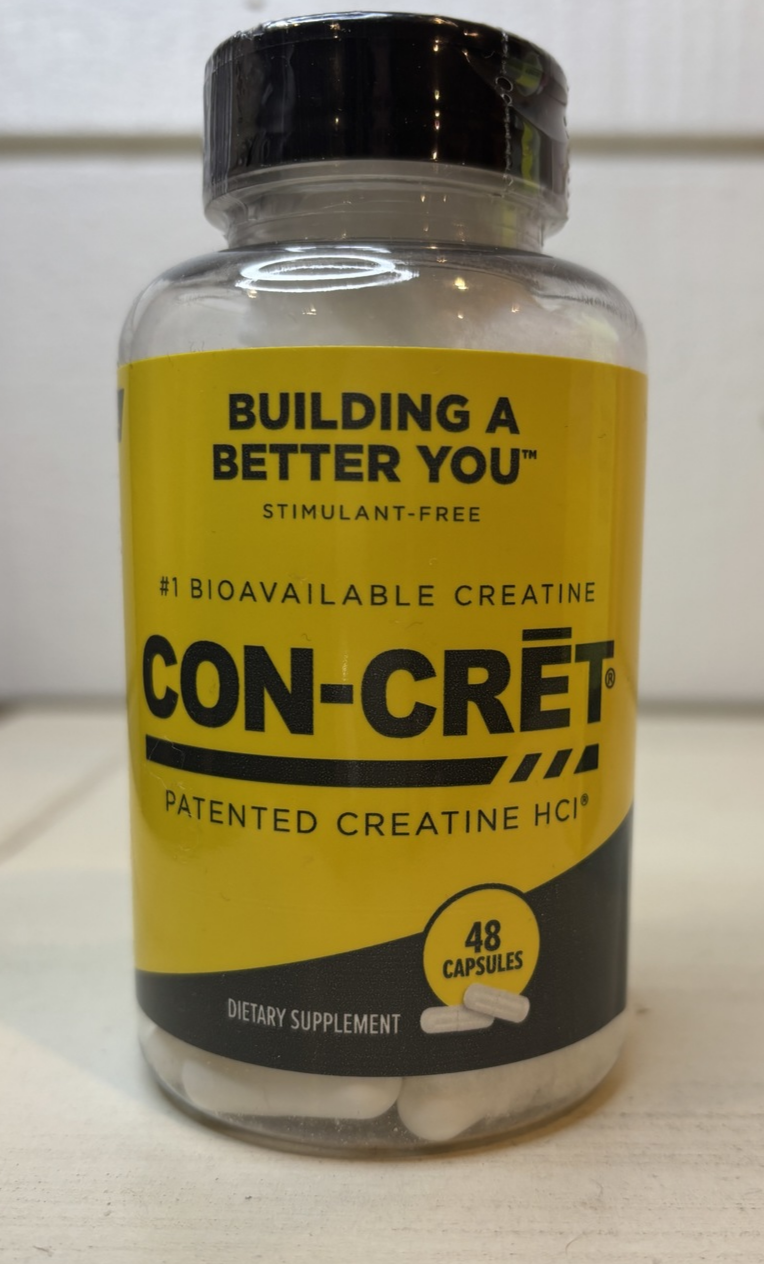 BUILDING A
BETTER YOU™
STIMULANT-FREE
#1 BIOAVAILABLE CREATINE
CON-CRĒT®
PATENTED CREATINE HCl®
48
CAPSULES
DIETARY SUPPLEMENT